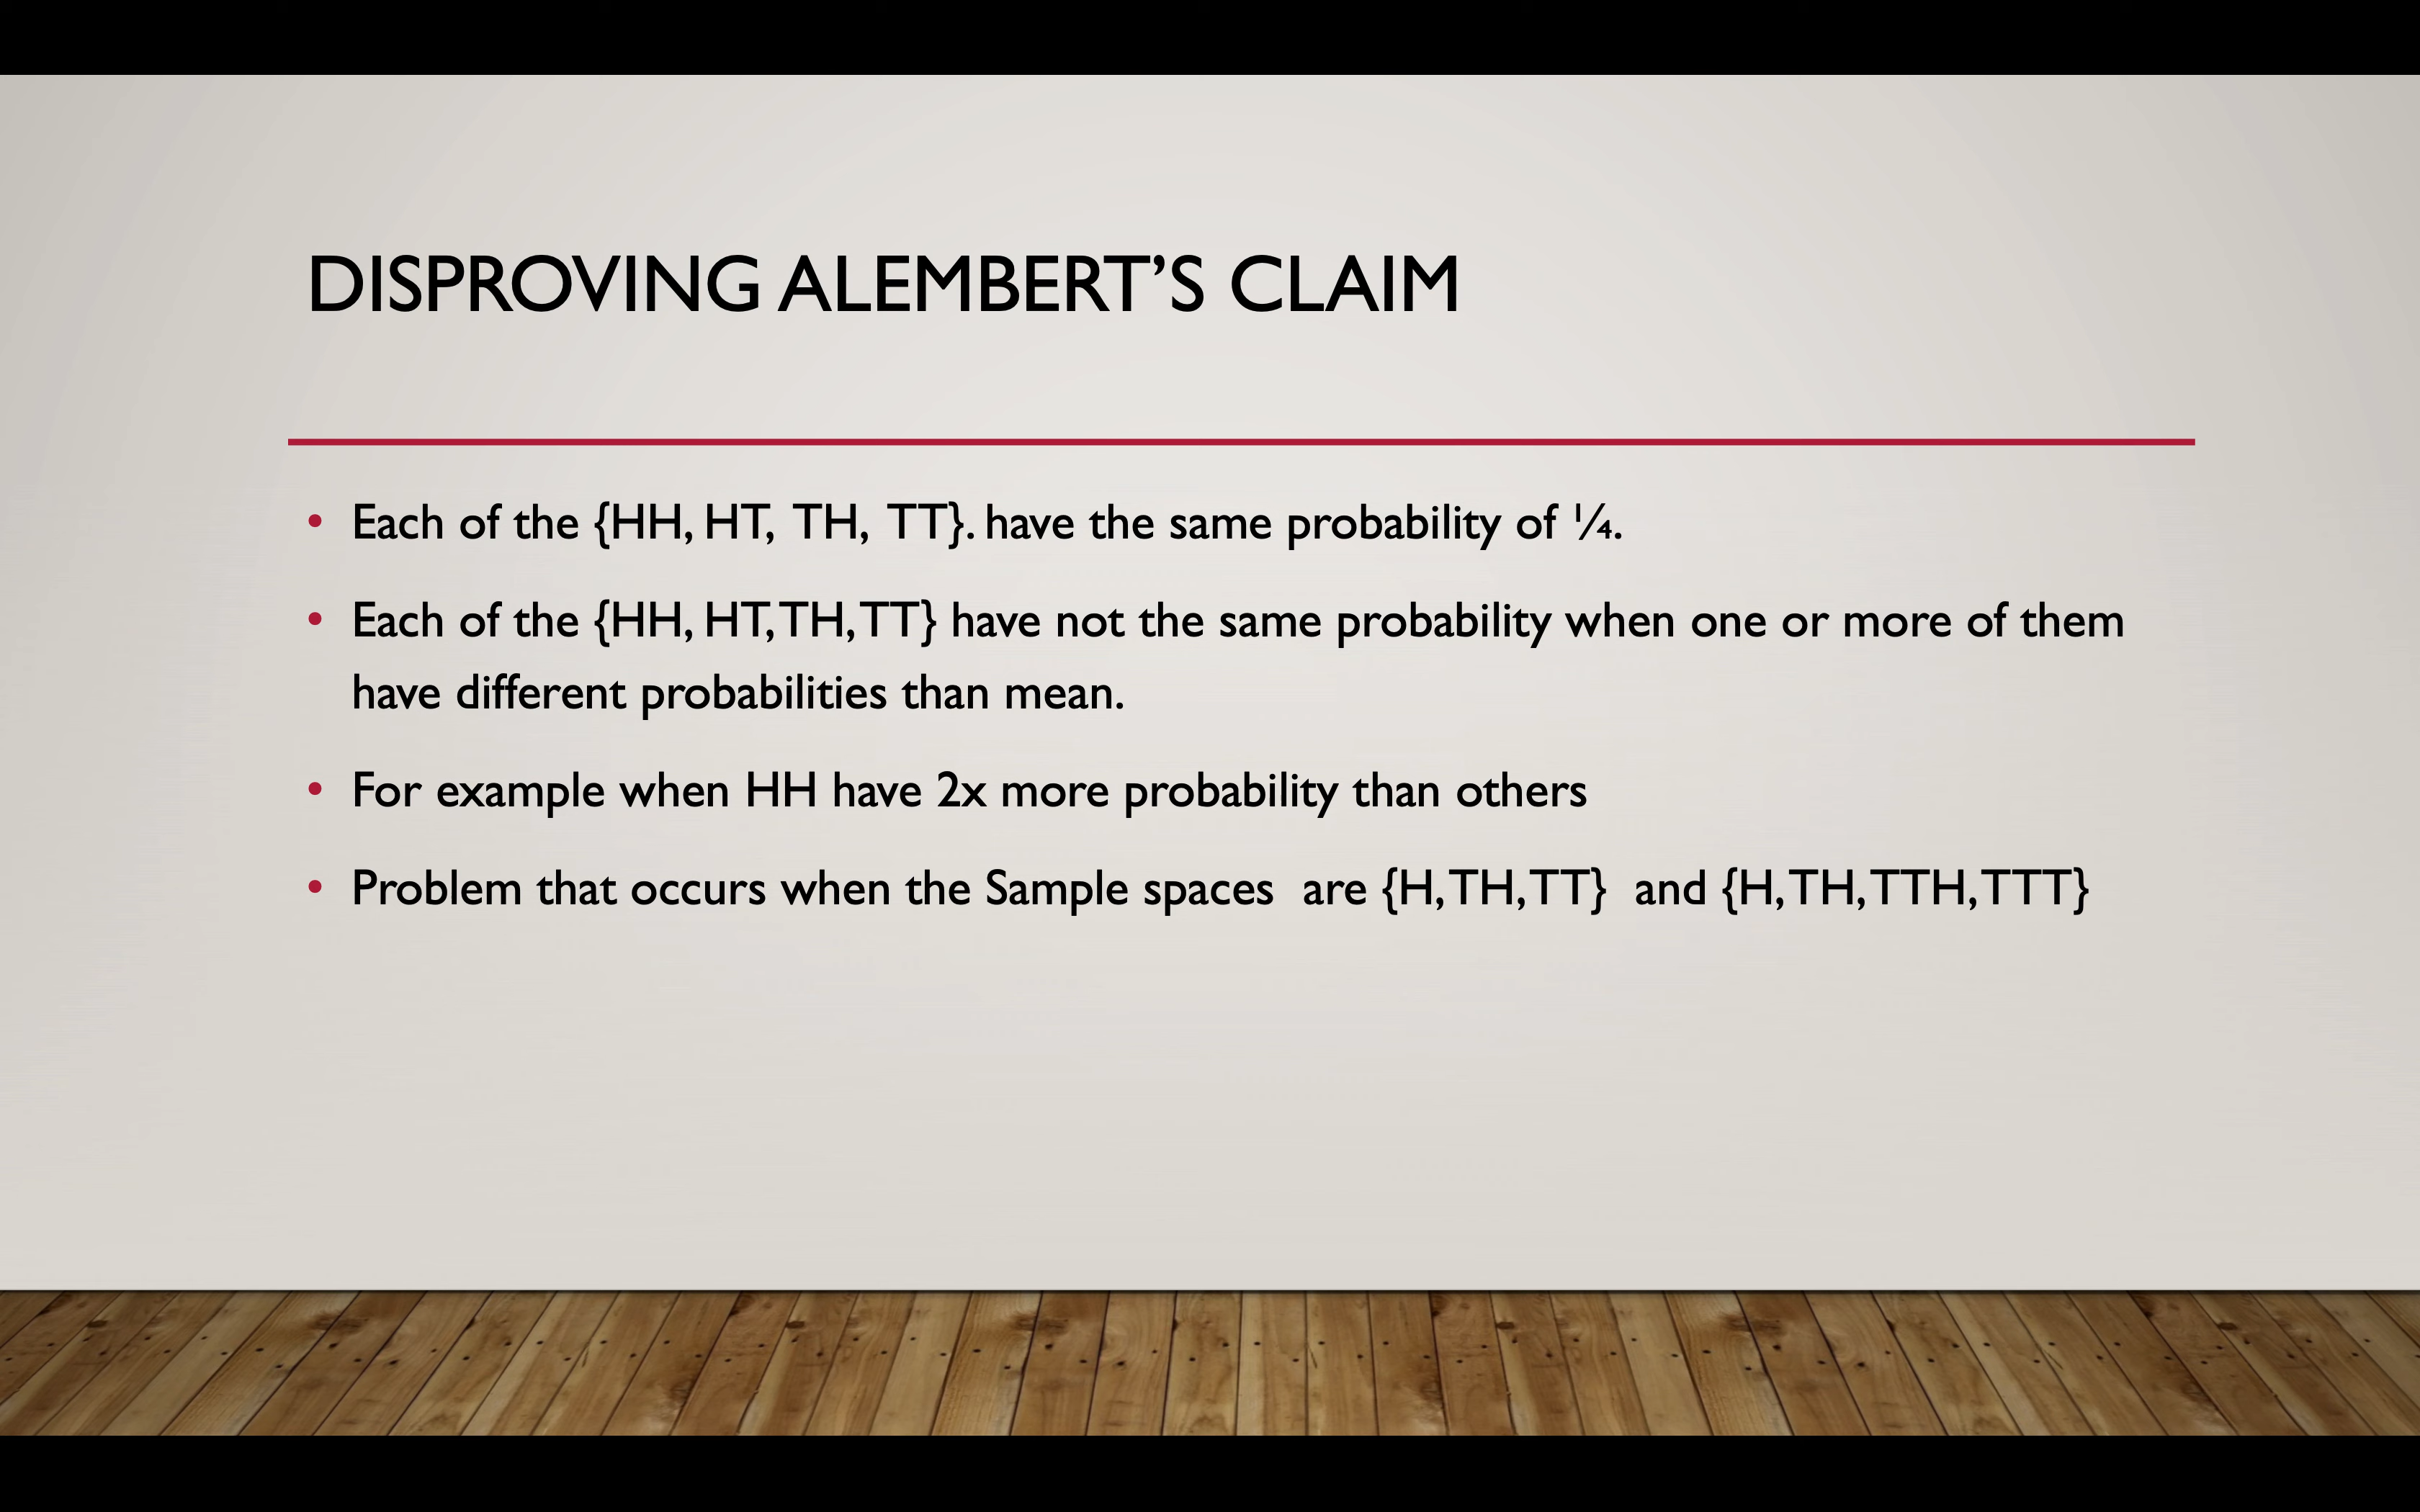 DISPROVING ALEMBERT’S CLAIM
• Each of the {HH, HT, TH, TT}. have the same probability of ¼.
• Each of the {HH, HT,TH,TT} have not the same probability when one or more of them
have different probabilities than mean.
• For example when HH have 2x more probability than others
• Problem that occurs when the Sample spaces are {H,TH,TT} and {H,TH,TTH,TTT}